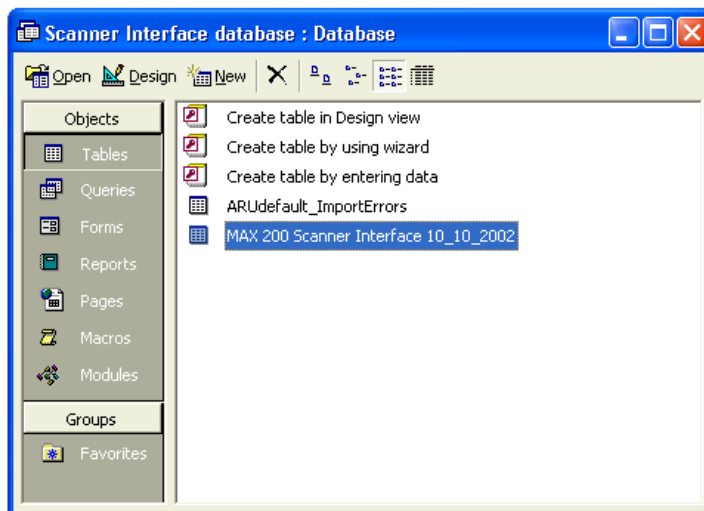 Scanner Interface database : Database
Open Design New
Objects
Tables
Queries
Forms
Reports
Pages
Macros
Modules
Groups
Favorites
Create table in Design view
Create table by using wizard
Create table by entering data
ARUdefault_ImportErrors
MAX 200 Scanner Interface 10_10_2002